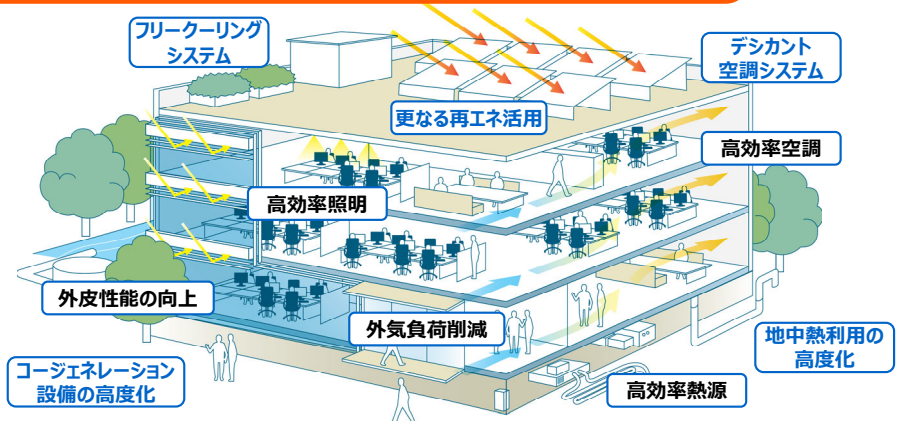 フリークーリング
システム
デシカント
空調システム
更なる再エネ活用
高効率空調
高効率照明
外皮性能の向上
外気負荷削減
地中熱利用の
高度化
コージェネレーション
設備の高度化
高効率熱源